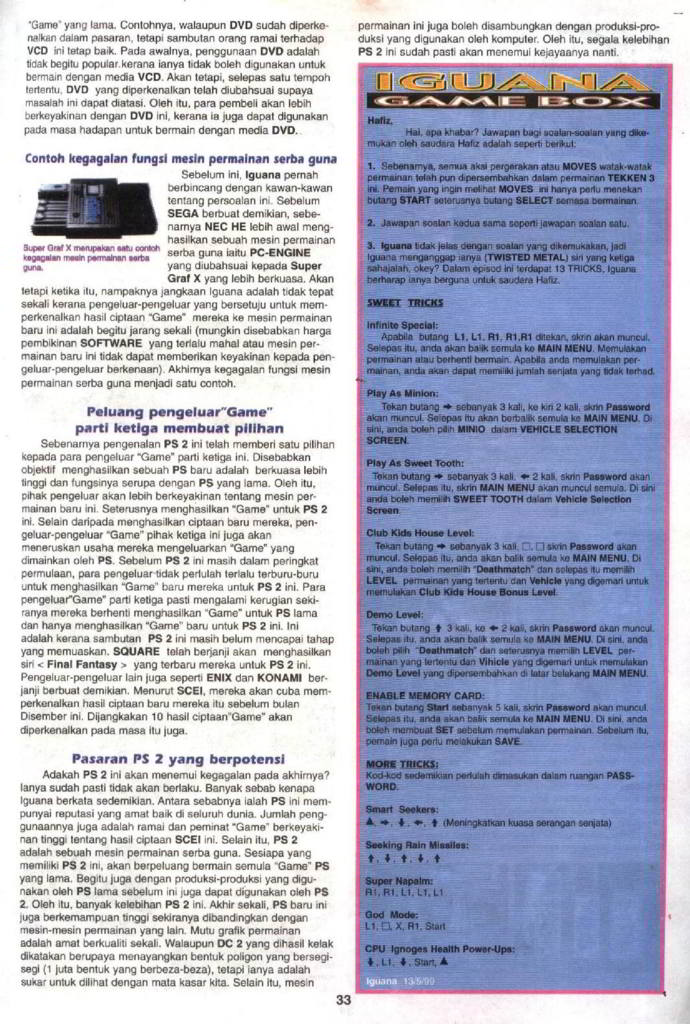 "Game" yang lama. Contohnya, walaupun DVD sudah diperke-
nalkan dalam pasaran, tetapi sambutan orang ramai terhadap
VCD ini tetap baik. Pada awalnya, penggunaan DVD adalah
tidak begitu popular.kerana ianya tidak boleh digunakan untuk
bermain dengan media VCD. Akan tetapi, selepas satu tempoh
tertentu, DVD yang diperkenalkan telah diubahsuai supaya
masalah ini dapat diatasi. Oleh itu, para pembeli akan lebih
berkeyakinan dengan DVD ini, kerana ia juga dapat digunakan
pada masa hadapan untuk bermain dengan media DVD.
Contoh kegagalan fungsi mesin permainan serba guna
Sebelum ini, Iguana pernah
berbincang dengan kawan-kawan
tentang persoalan ini. Sebelum
SEGA berbuat demikian, sebe-
narnya NEC HE lebih awal meng-
hasilkan sebuah mesin permainan
serba guna iaitu PC-ENGINE
yang diubahsuai kepada Super
Graf X yang lebih berkuasa. Akan
Super Graf X merupakan satu contoh
kegagalan mesin permainan serba
guna.
tetapi ketika itu, nampaknya jangkaan Iguana adalah tidak tepat
sekali kerana pengeluar-pengeluar yang bersetuju untuk mem-
perkenalkan hasil ciptaan "Game" mereka ke mesin permainan
baru ini adalah begitu jarang sekali (mungkin disebabkan harga
pembikinan SOFTWARE yang terlalu mahal atau mesin per-
mainan baru ini tidak dapat memberikan keyakinan kepada pen-
geluar-pengeluar berkenaan). Akhirnya kegagalan fungsi mesin
permainan serba guna menjadi satu contoh.
Peluang pengeluar"Game"
parti ketiga membuat pilihan
Sebenarnya pengenalan PS 2 ini telah memberi satu pilihan
kepada para pengeluar "Game" parti ketiga ini. Disebabkan
objektif menghasilkan sebuah PS baru adalah berkuasa lebih
tinggi dan fungsinya serupa dengan PS yang lama. Oleh itu,
pihak pengeluar akan lebih berkeyakinan tentang mesin per-
mainan baru ini. Seterusnya menghasilkan "Game" untuk PS 2
ini. Selain daripada menghasilkan ciptaan baru mereka, pen-
geluar-pengeluar "Game" pihak ketiga ini juga akan
meneruskan usaha mereka mengeluarkan "Game" yang
dimainkan oleh PS. Sebelum PS 2 ini masih dalam peringkat
permulaan, para pengeluar tidak perlulah terlalu terburu-buru
untuk menghasilkan "Game" baru mereka untuk PS 2 ini. Para
pengeluar"Game" parti ketiga pasti mengalami kerugian seki-
ranya mereka berhenti menghasilkan "Game" untuk PS lama
dan hanya menghasilkan "Game" baru untuk PS 2 ini. Ini
adalah kerana sambutan PS 2 ini masih belum mencapai tahap
yang memuaskan. SQUARE telah berjanji akan menghasilkan
siri < Final Fantasy > yang terbaru mereka untuk PS 2 ini.
Pengeluar-pengeluar lain juga seperti ENIX dan KONAMI ber-
janji berbuat demikian. Menurut SCEI, mereka akan cuba mem-
perkenalkan hasil ciptaan baru mereka itu sebelum bulan
Disember ini. Dijangkakan 10 hasil ciptaan"Game" akan
diperkenalkan pada masa itu juga.
Pasaran PS 2 yang berpotensi
Adakah PS 2 ini akan menemui kegagalan pada akhirnya?
Ianya sudah pasti tidak akan berlaku. Banyak sebab kenapa
Iguana berkata sedemikian. Antara sebabnya ialah PS ini mem-
punyai reputasi yang amat baik di seluruh dunia. Jumlah peng-
gunaannya juga adalah ramai dan peminat "Game" berkeyaki-
nan tinggi tentang hasil ciptaan SCEI ini. Selain itu, PS 2
adalah sebuah mesin permainan serba guna. Sesiapa yang
memiliki PS 2 ini, akan berpeluang bermain semula "Game" PS
yang lama. Begitu juga dengan produksi-produksi yang digu-
nakan oleh PS lama sebelum ini juga dapat digunakan oleh PS
2. Oleh itu, banyak kelebihan PS 2 ini. Akhir sekali, PS baru ini
juga berkemampuan tinggi sekiranya dibandingkan dengan
mesin-mesin permainan yang lain. Mutu grafik permainan
adalah amat berkualiti sekali. Walaupun DC 2 yang dihasil kelak
dikatakan berupaya menayangkan bentuk poligon yang bersegi-
segi (1 juta bentuk yang berbeza-beza), tetapi ianya adalah
sukar untuk dilihat dengan mata kasar kita. Selain itu, mesin
permainan ini juga boleh disambungkan dengan produksi-pro-
duksi yang digunakan oleh komputer. Oleh itu, segala kelebihan
PS 2 ini sudah pasti akan menemui kejayaannya nanti.
IGUANA
GAME BOX
Hafiz,
Hai, apa khabar? Jawapan bagi soalan-soalan yang dike-
mukan oleh saudara Hafiz adalah seperti berikut:
1. Sebenarnya, semua aksi pergerakan atau MOVES watak-watak
permainan telah pun dipersembahkan dalam permainan TEKKEN 3
ini. Pemain yang ingin melihat MOVES ini hanya perlu menekan
butang START seterusnya butang SELECT semasa bermainan.
2. Jawapan soalan kedua sama seperti jawapan soalan satu.
3. Iguana tidak jelas dengan soalan yang dikemukakan, jadi
Iguana menganggap ianya (TWISTED METAL) siri yang ketiga
sahajalah, okey? Dalam episod ini terdapat 13 TRICKS. Iguana
berharap ianya berguna untuk saudara Hafiz.
SWEET TRICKS
Infinite Special:
Apabila butang L1, L1, R1, R1,R1 ditekan, skrin akan muncul.
Selepas itu, anda akan balik semula ke MAIN MENU. Memulakan
permainan atau berhenti bermain. Apabila anda memulakan per-
mainan, anda akan dapat memiliki jumlah senjata yang tidak terhad.
Play As Minion:
Tekan butang → sebanyak 3 kali, ke kiri 2 kali, skrin Password
akan muncul. Selepas itu akan berbalik semula ke MAIN MENU. Di
sini, anda boleh pilih MINIO dalam VEHICLE SELECTION
SCREEN.
Play As Sweet Tooth:
Tekan butang → sebanyak 3 kali, ← 2 kali, skrin Password akan
muncul. Selepas itu, skrin MAIN MENU akan muncul semula. Di sini
anda boleh memilih SWEET TOOTH dalam Vehicle Selection
Screen.
Club Kids House Level:
Tekan butang → sebanyak 3 kali, □, □ skrin Password akan
muncul. Selepas itu, anda akan balik semula ke MAIN MENU. Di
sini, anda boleh memilih "Deathmatch" dan selepas itu memilih
LEVEL permainan yang tertentu dan Vehicle yang digemari untuk
memulakan Club Kids House Bonus Level.
Demo Level:
Tekan butang ↑ 3 kali, ke ← 2 kali, skrin Password akan muncul.
Selepas itu, anda akan balik semula ke MAIN MENU. Di sini, anda
boleh pilih "Deathmatch" dan seterusnya memilih LEVEL per-
mainan yang tertentu dan Vihicle yang digemari untuk memulakan
Demo Level yang dipersembahkan di latar belakang MAIN MENU.
ENABLE MEMORY CARD:
Tekan butang Start sebanyak 5 kali, skrin Password akan muncul.
Selepas itu, anda akan balik semula ke MAIN MENU. Di sini, anda
boleh membuat SET sebelum memulakan permainan. Sebelum itu,
pemain juga perlu melakukan SAVE.
MORE TRICKS:
Kod-kod sedemikian perlulah dimasukan dalam ruangan PASS-
WORD.
Smart Seekers:
▲, →, ↓, ←, ↑ (Meningkatkan kuasa serangan senjata)
Seeking Rain Missiles:
↑, ↓, ↑, ↓, ↑
Super Napalm:
R1, R1, L1, L1, L1
God Mode:
L1, □, X, R1, Start
CPU Ignoges Health Power-Ups:
↓, L1, ↓, Start, ▲
Iguana 13/5/99
33